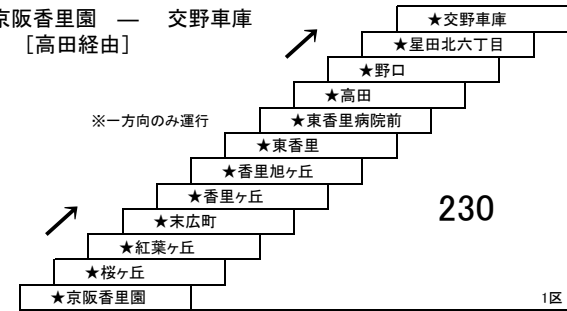 京阪香里園 ― 交野車庫
[高田経由]
★交野車庫
★星田北六丁目
★野口
★高田
※一方向のみ運行
★東香里病院前
★東香里
★香里旭ヶ丘
★香里ヶ丘
230
★末広町
★紅葉ヶ丘
★桜ヶ丘
★京阪香里園
1区